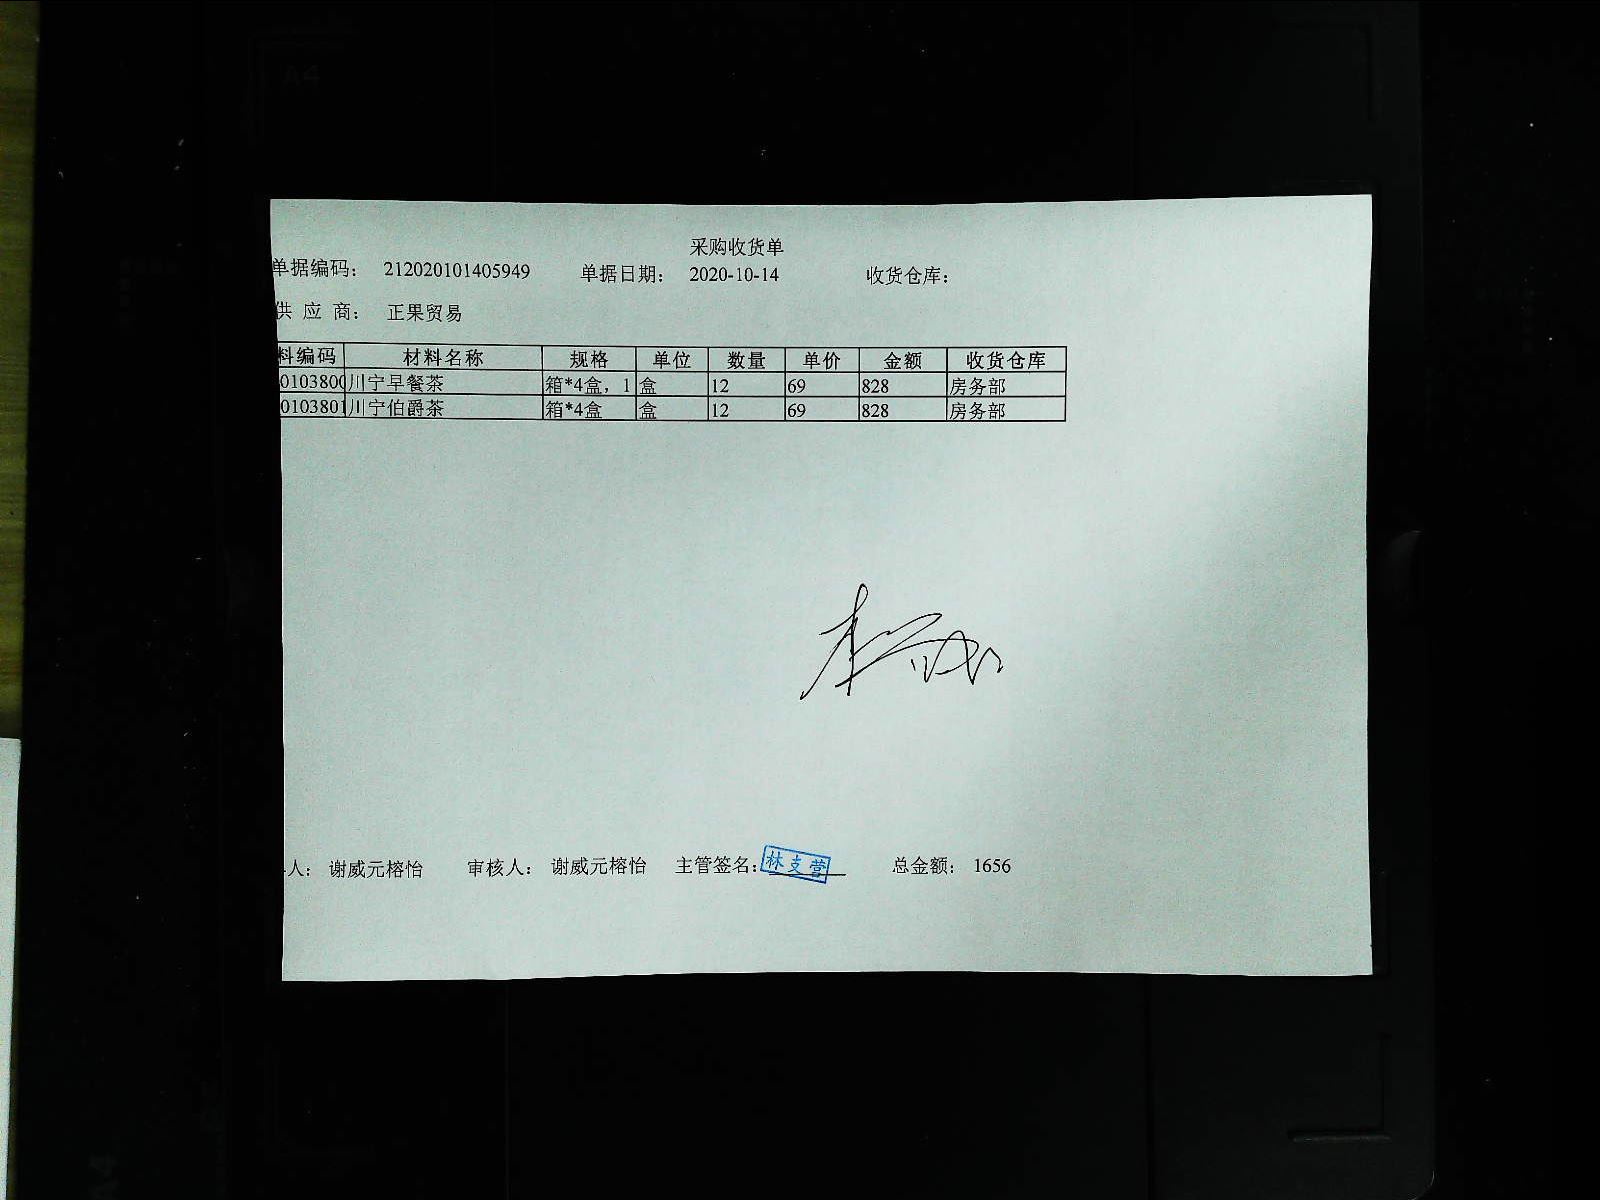 采购收货单
单据编码： 212020101405949 单据日期： 2020-10-14 收货仓库：
供 应 商： 正果贸易
料编码 材料名称 规格 单位 数量 单价 金额 收货仓库
0103800 川宁早餐茶 箱*4盒，1 盒 12 69 828 房务部
0103801 川宁伯爵茶 箱*4盒 盒 12 69 828 房务部
人： 谢威元榕怡 审核人： 谢威元榕怡 主管签名： 林支营 总金额： 1656